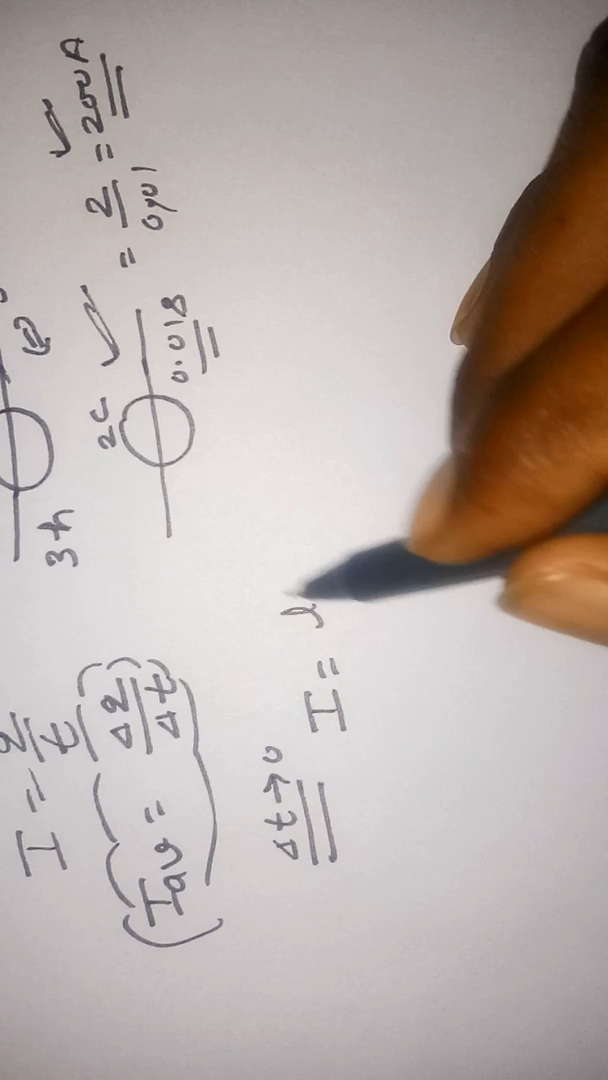 3h
2C ✓
0.01s
= 2/0.01 = 200A ✓
I = q/t
(Iav = (Δq/Δt))
Δt→0
I = l